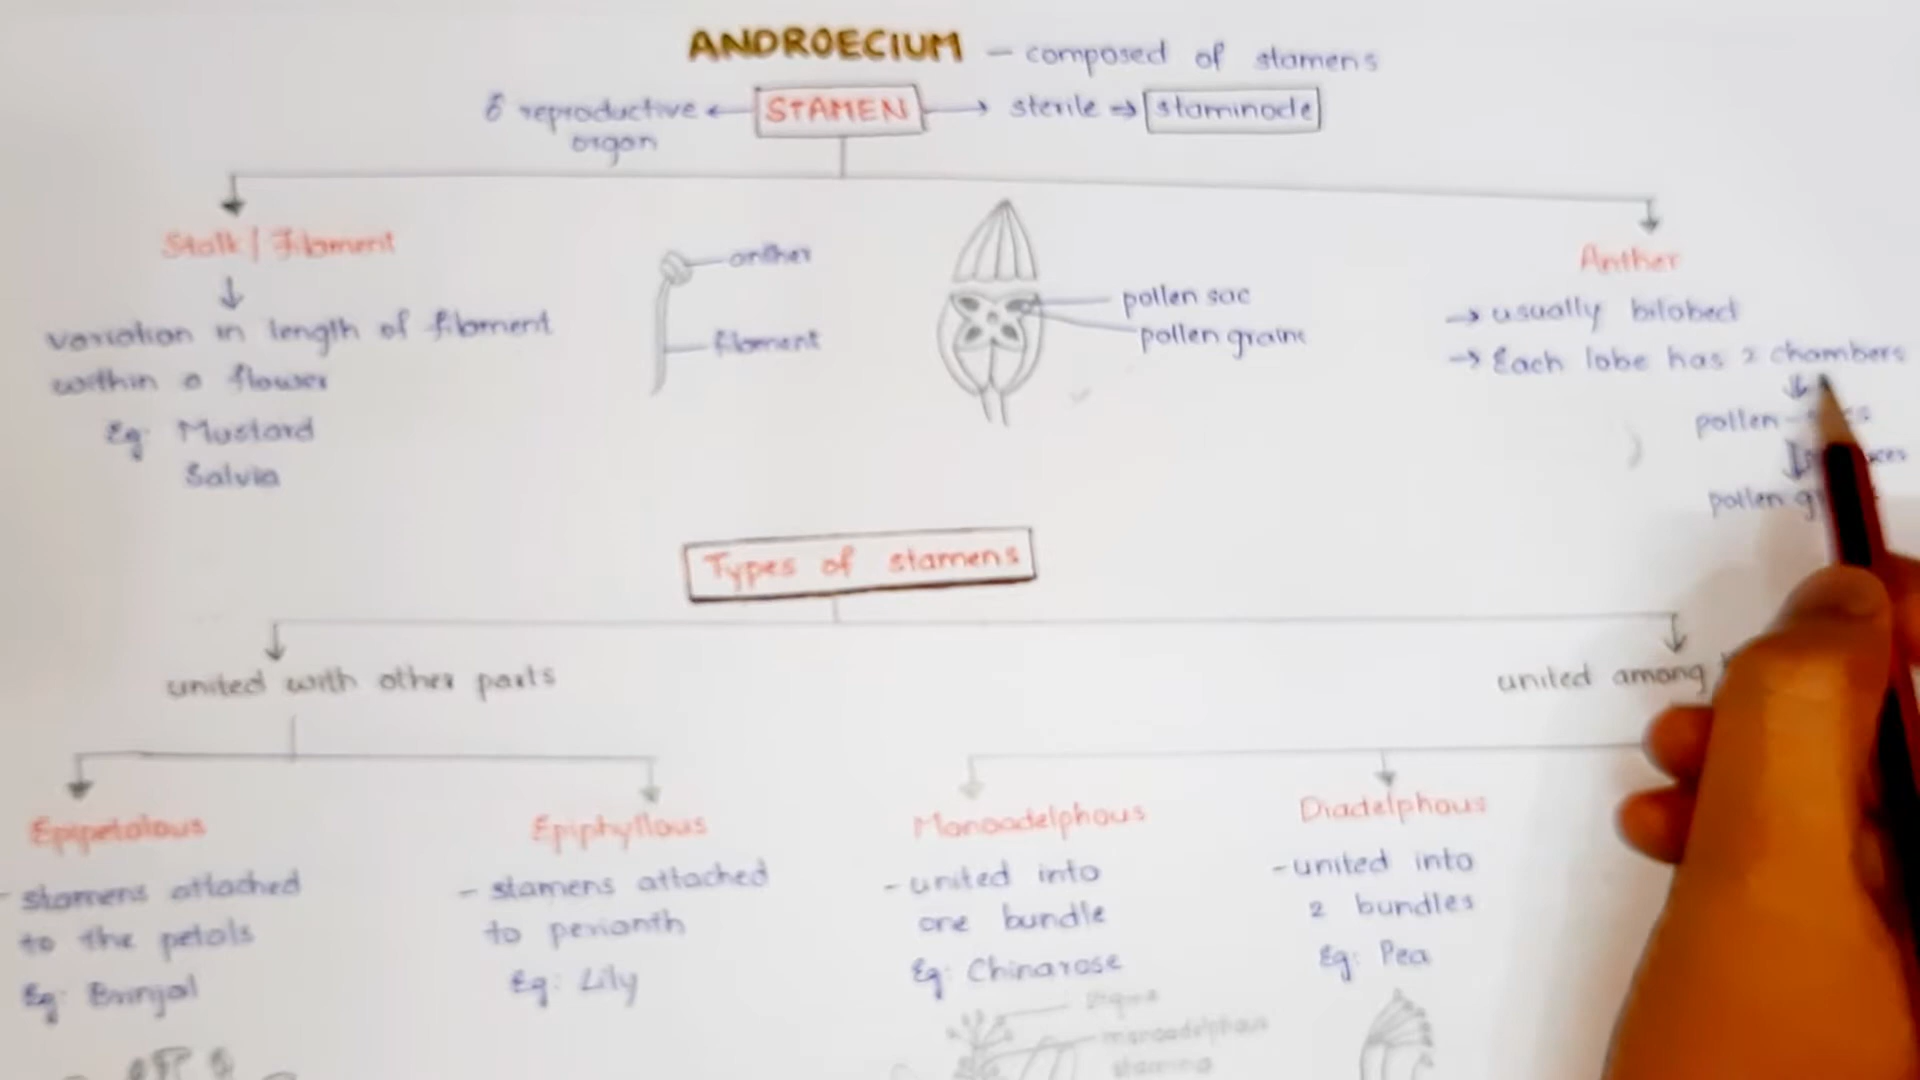 ANDROECIUM – composed of stamens
♂ reproductive organ ← STAMEN → sterile → staminode
Stalk / Filament
variation in length of filament
within a flower
Eg: Mustard
Salvia
anther
filament
pollen sac
pollen grains
Anther
→ usually bilobed
→ Each lobe has 2 chambers
pollen
pollen
Types of stamens
united with other parts
united among
Epipetalous
- stamens attached
to the petals
Eg: Brinjal
Epiphyllous
- stamens attached
to perianth
Eg: Lily
Monoadelphous
- united into
one bundle
Eg: Chinarose
Stigma
monoadelphous
Diadelphous
- united into
2 bundles
Eg: Pea